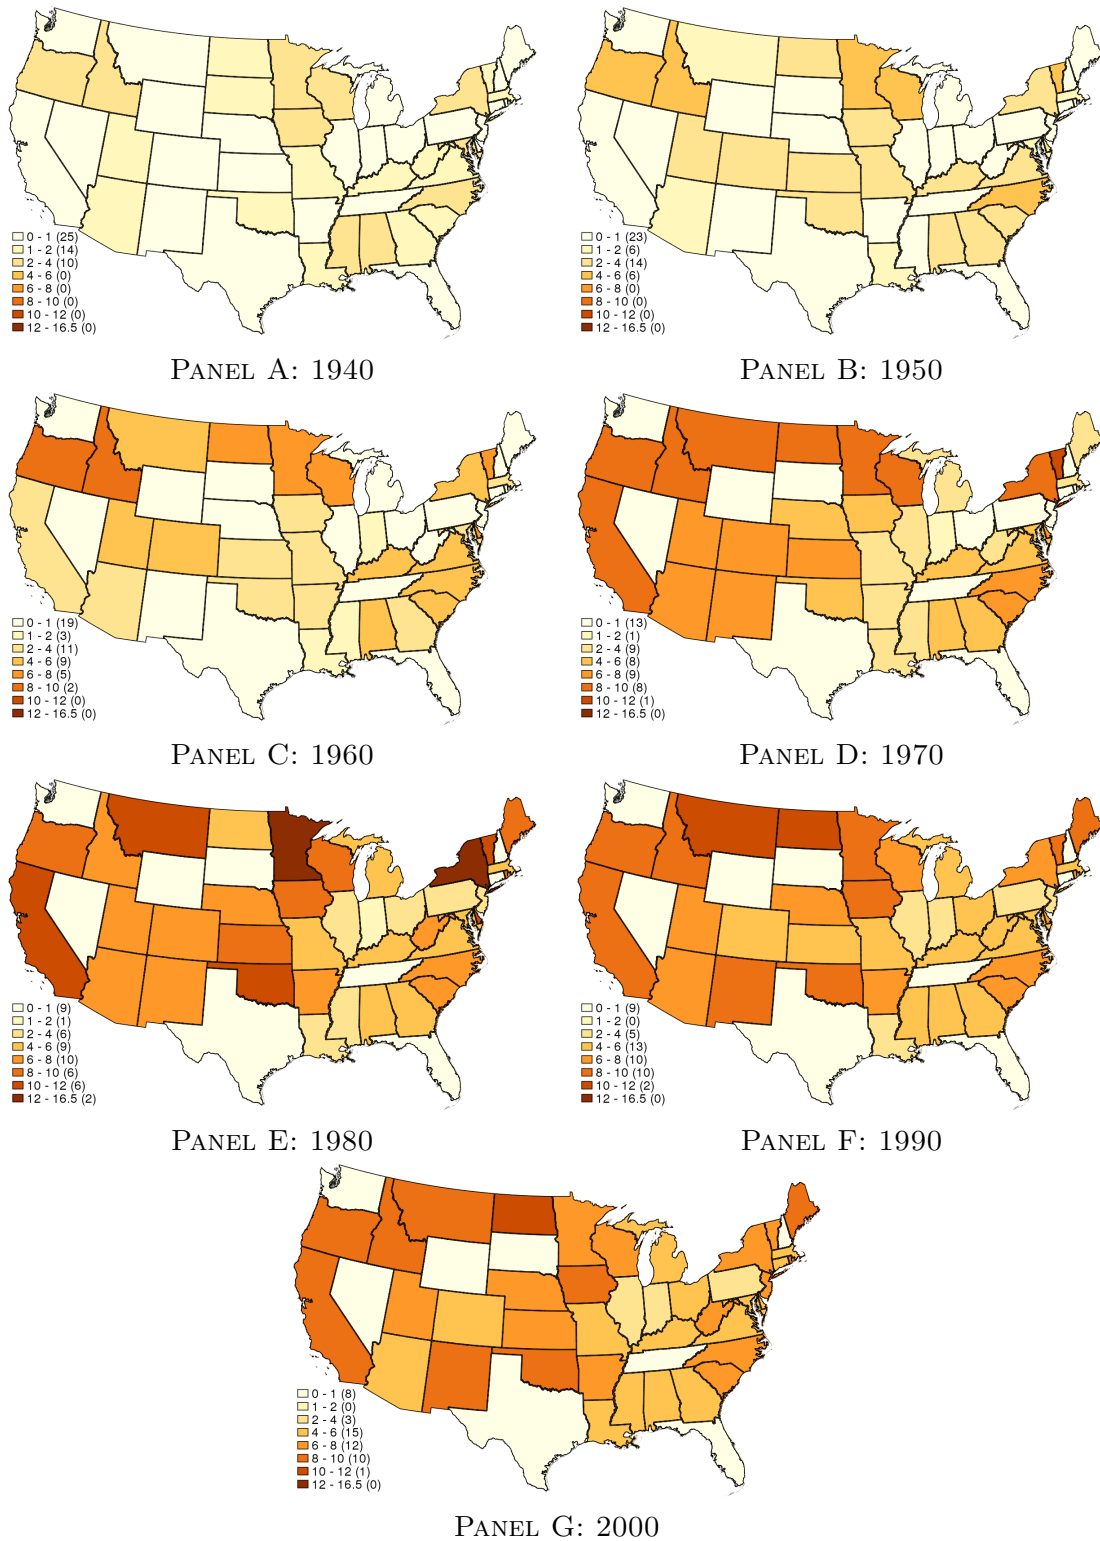 0 - 1 (25)
1 - 2 (14)
2 - 4 (10)
4 - 6 (0)
6 - 8 (0)
8 - 10 (0)
10 - 12 (0)
12 - 16.5 (0)
PANEL A: 1940
0 - 1 (23)
1 - 2 (6)
2 - 4 (14)
4 - 6 (6)
6 - 8 (0)
8 - 10 (0)
10 - 12 (0)
12 - 16.5 (0)
PANEL B: 1950
0 - 1 (19)
1 - 2 (3)
2 - 4 (11)
4 - 6 (9)
6 - 8 (5)
8 - 10 (2)
10 - 12 (0)
12 - 16.5 (0)
PANEL C: 1960
0 - 1 (13)
1 - 2 (1)
2 - 4 (9)
4 - 6 (8)
6 - 8 (9)
8 - 10 (8)
10 - 12 (1)
12 - 16.5 (0)
PANEL D: 1970
0 - 1 (9)
1 - 2 (1)
2 - 4 (6)
4 - 6 (9)
6 - 8 (10)
8 - 10 (6)
10 - 12 (6)
12 - 16.5 (2)
PANEL E: 1980
0 - 1 (9)
1 - 2 (0)
2 - 4 (5)
4 - 6 (13)
6 - 8 (10)
8 - 10 (10)
10 - 12 (2)
12 - 16.5 (0)
PANEL F: 1990
0 - 1 (8)
1 - 2 (0)
2 - 4 (3)
4 - 6 (15)
6 - 8 (12)
8 - 10 (10)
10 - 12 (1)
12 - 16.5 (0)
PANEL G: 2000